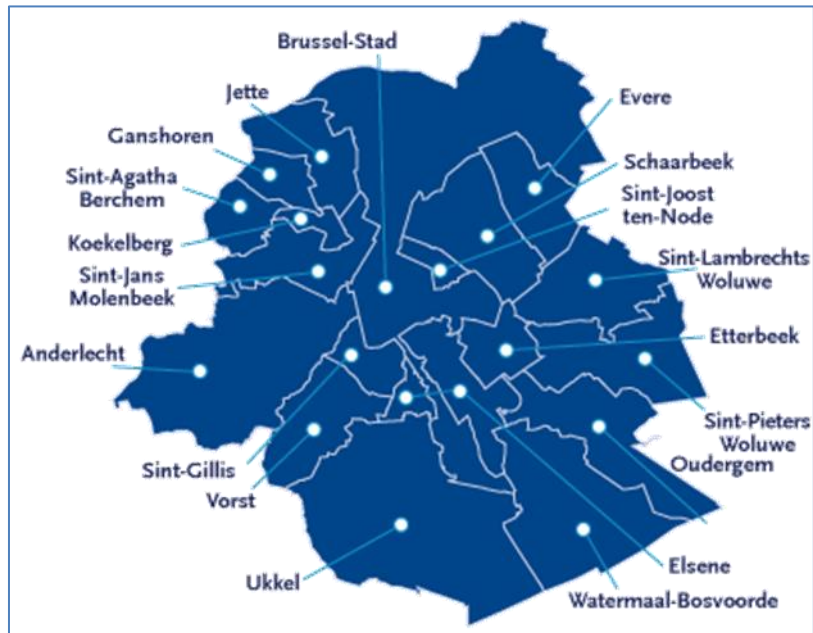 Brussel-Stad
Jette
Ganshoren
Sint-Agatha
Berchem
Koekelberg
Sint-Jans
Molenbeek
Anderlecht
Sint-Gillis
Vorst
Ukkel
Evere
Schaarbeek
Sint-Joost
ten-Node
Sint-Lambrechts
Woluwe
Etterbeek
Sint-Pieters
Woluwe
Oudergem
Elsene
Watermaal-Bosvoorde